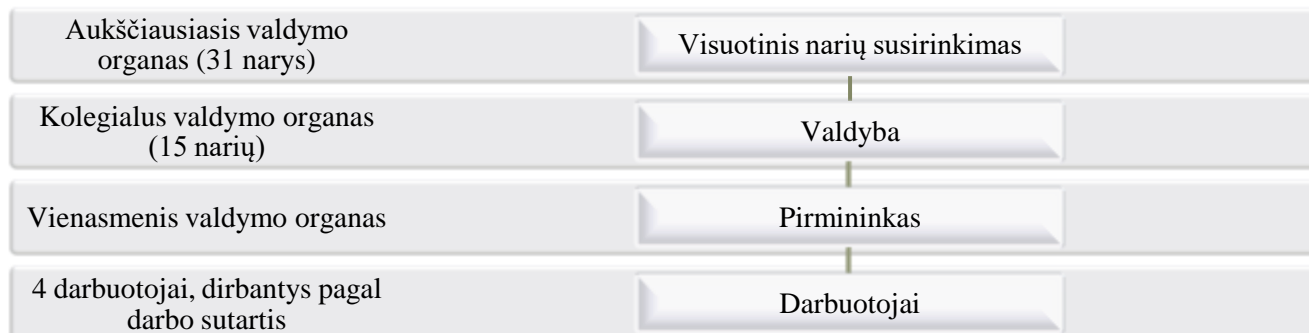 Aukščiausiasis valdymo
organas (31 narys)
Visuotinis narių susirinkimas
Kolegialus valdymo organas
(15 narių)
Valdyba
Vienasmenis valdymo organas
Pirmininkas
4 darbuotojai, dirbantys pagal
darbo sutartis
Darbuotojai